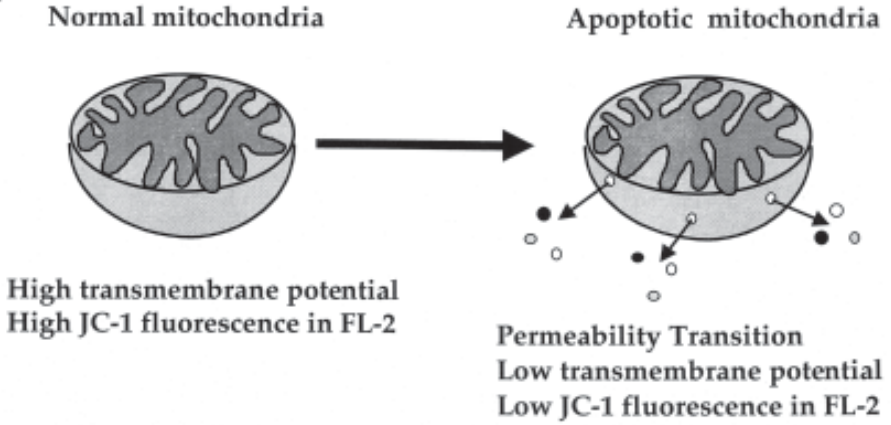 Normal mitochondria
Apoptotic mitochondria
High transmembrane potential
High JC-1 fluorescence in FL-2
Permeability Transition
Low transmembrane potential
Low JC-1 fluorescence in FL-2